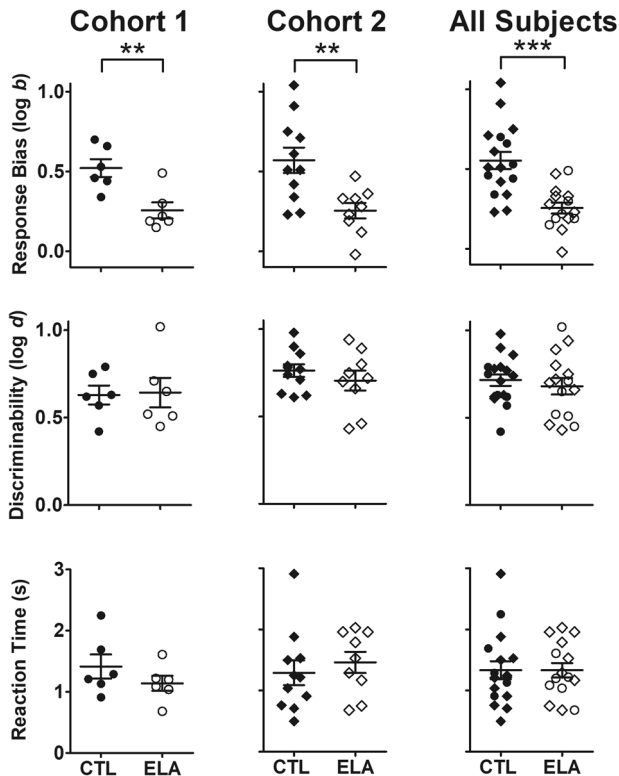 Cohort 1 Cohort 2 All Subjects
** ** ***
Response Bias (log b)
1.0
0.5
0.0
Discriminability (log d)
1.0
0.5
0.0
Reaction Time (s)
3
2
1
0
CTL ELA CTL ELA CTL ELA